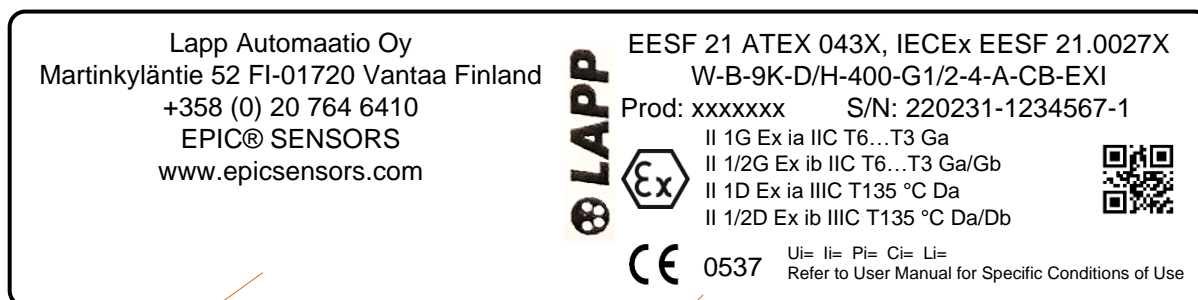 Lapp Automaatio Oy
Martinkyläntie 52 FI-01720 Vantaa Finland
+358 (0) 20 764 6410
EPIC® SENSORS
www.epicsensors.com
LAPP
EESF 21 ATEX 043X, IECEx EESF 21.0027X
W-B-9K-D/H-400-G1/2-4-A-CB-EXI
Prod: xxxxxxx S/N: 220231-1234567-1
II 1G Ex ia IIC T6…T3 Ga
II 1/2G Ex ib IIC T6…T3 Ga/Gb
II 1D Ex ia IIIC T135 °C Da
II 1/2D Ex ib IIIC T135 °C Da/Db
Ex
CE 0537
Ui= Ii= Pi= Ci= Li=
Refer to User Manual for Specific Conditions of Use